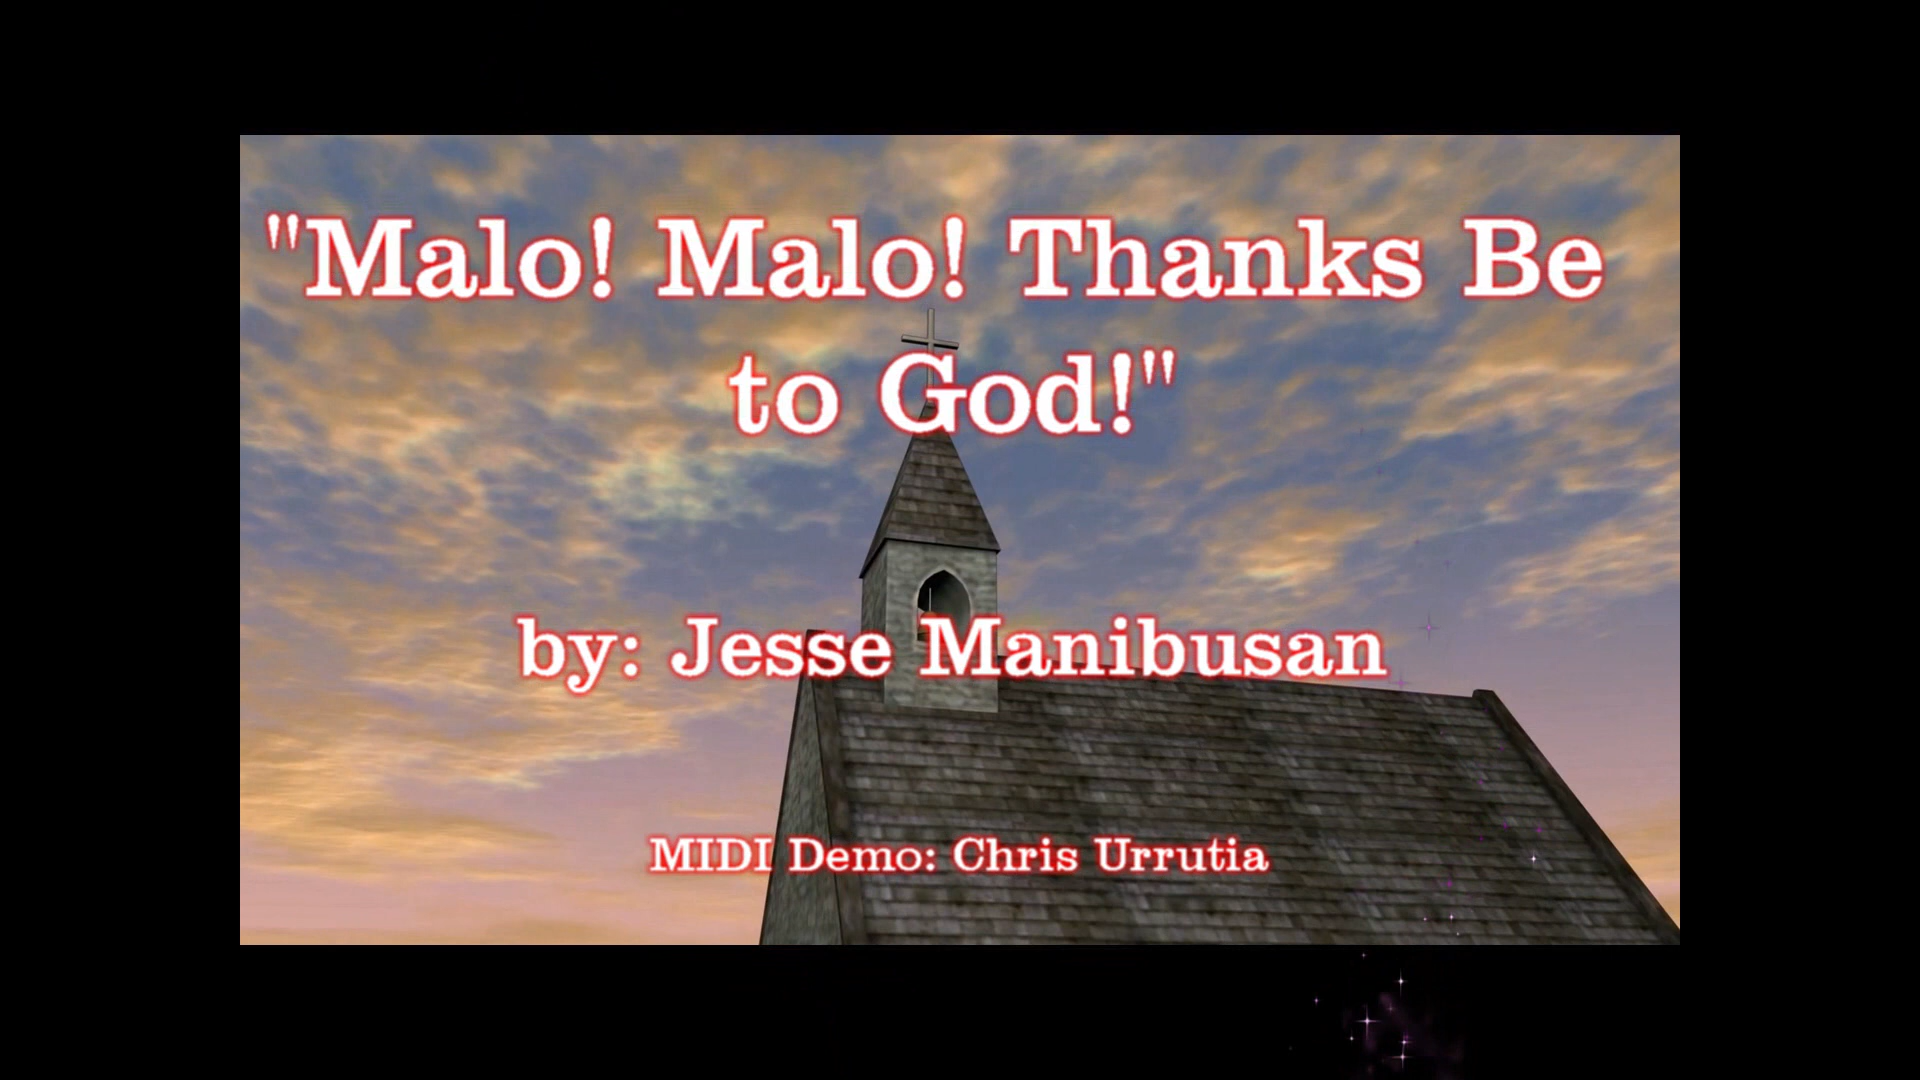 "Malo! Malo! Thanks Be
to God!"
by: Jesse Manibusan
MIDI Demo: Chris Urrutia